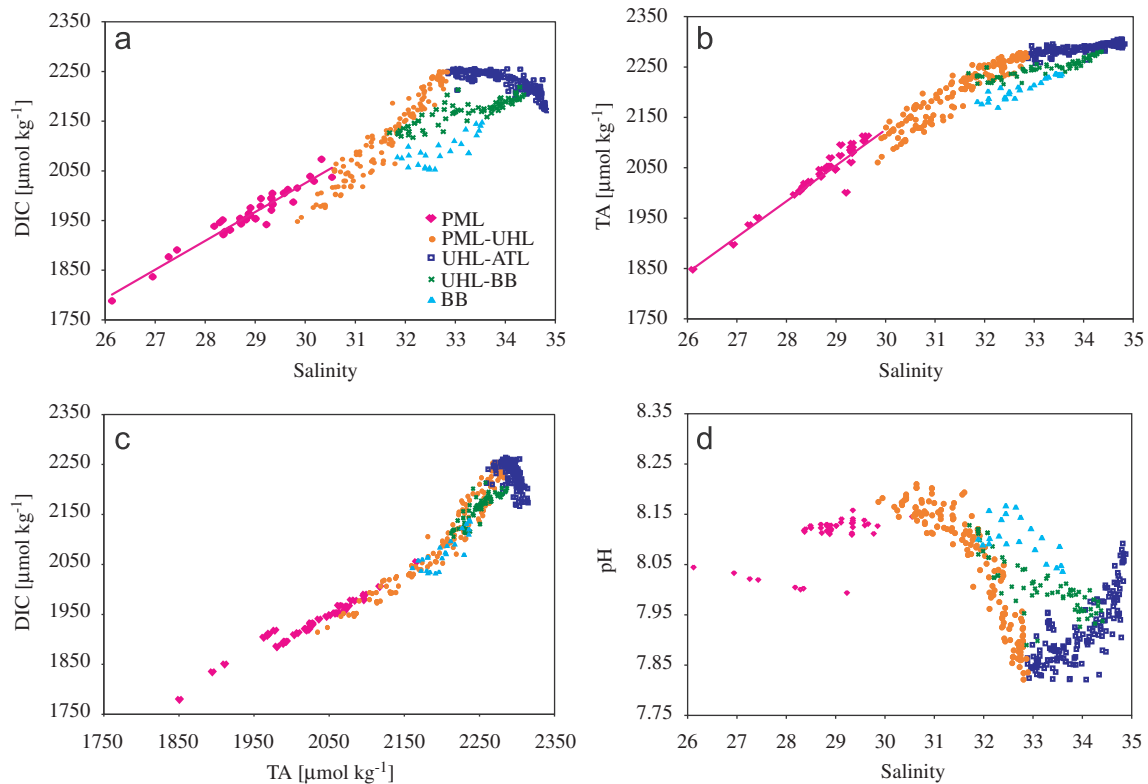 a
2350
2250
2150
2050
1950
1850
1750
DIC [μmol kg-1]
26 27 28 29 30 31 32 33 34 35
Salinity
PML
PML-UHL
UHL-ATL
UHL-BB
BB
b
2350
2250
2150
2050
1950
1850
1750
TA [μmol kg-1]
26 27 28 29 30 31 32 33 34 35
Salinity
c
2350
2250
2150
2050
1950
1850
1750
DIC [μmol kg-1]
1750 1850 1950 2050 2150 2250 2350
TA [μmol kg-1]
d
8.35
8.25
8.15
8.05
7.95
7.85
7.75
pH
26 27 28 29 30 31 32 33 34 35
Salinity